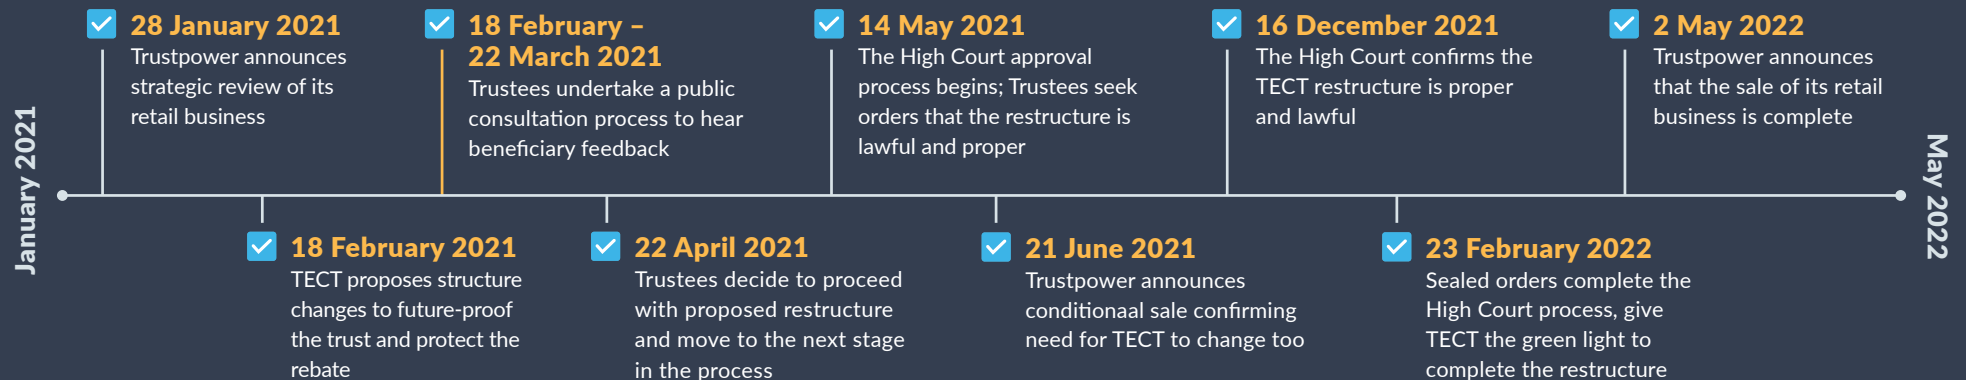 January 2021
28 January 2021
Trustpower announces
strategic review of its
retail business
18 February 2021
TECT proposes structure
changes to future-proof
the trust and protect the
rebate
18 February –
22 March 2021
Trustees undertake a public
consultation process to hear
beneficiary feedback
22 April 2021
Trustees decide to proceed
with proposed restructure
and move to the next stage
in the process
14 May 2021
The High Court approval
process begins; Trustees seek
orders that the restructure is
lawful and proper
21 June 2021
Trustpower announces
conditionaal sale confirming
need for TECT to change too
16 December 2021
The High Court confirms the
TECT restructure is proper
and lawful
23 February 2022
Sealed orders complete the
High Court process, give
TECT the green light to
complete the restructure
2 May 2022
Trustpower announces
that the sale of its retail
business is complete
May 2022